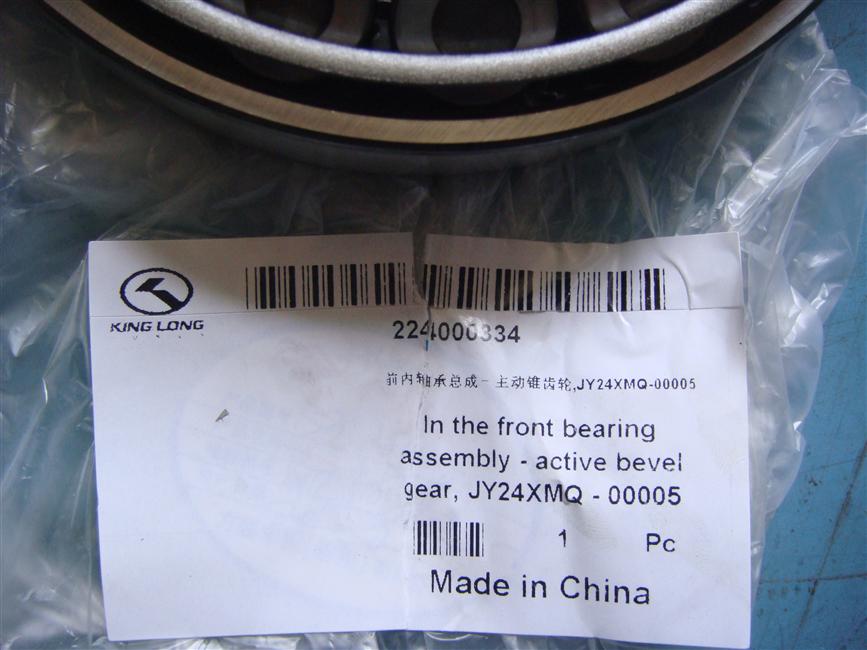 KING LONG
224000334
前内轴承总成- 主动锥齿轮,JY24XMQ-00005
In the front bearing
assembly - active bevel
gear, JY24XMQ - 00005
1 Pc
Made in China